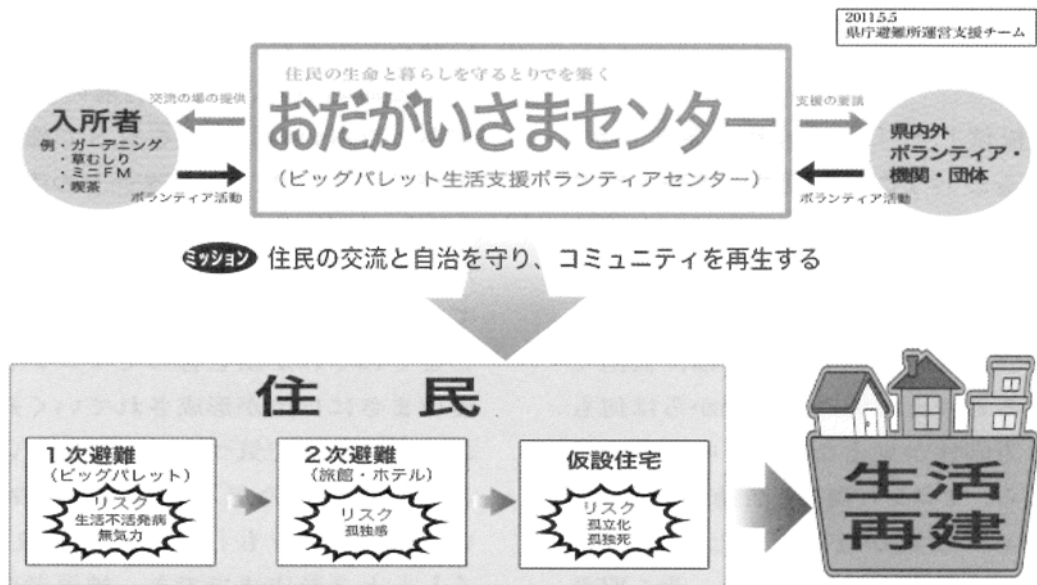 2011.5.5
県庁避難所運営支援チーム
住民の生命と暮らしを守るとりでを築く
おだがいさまセンター
(ビッグパレット生活支援ボランティアセンター)
交流の場の提供
入所者
例・ガーデニング
・草むしり
・ミニFM
・喫茶
ボランティア活動
支援の要請
県内外
ボランティア・
機関・団体
ボランティア活動
ミッション 住民の交流と自治を守り、コミュニティを再生する
住民
1次避難
(ビッグパレット)
リスク
生活不活発病
無気力
2次避難
(旅館・ホテル)
リスク
孤独感
仮設住宅
リスク
孤立化
孤独死
生活
再建